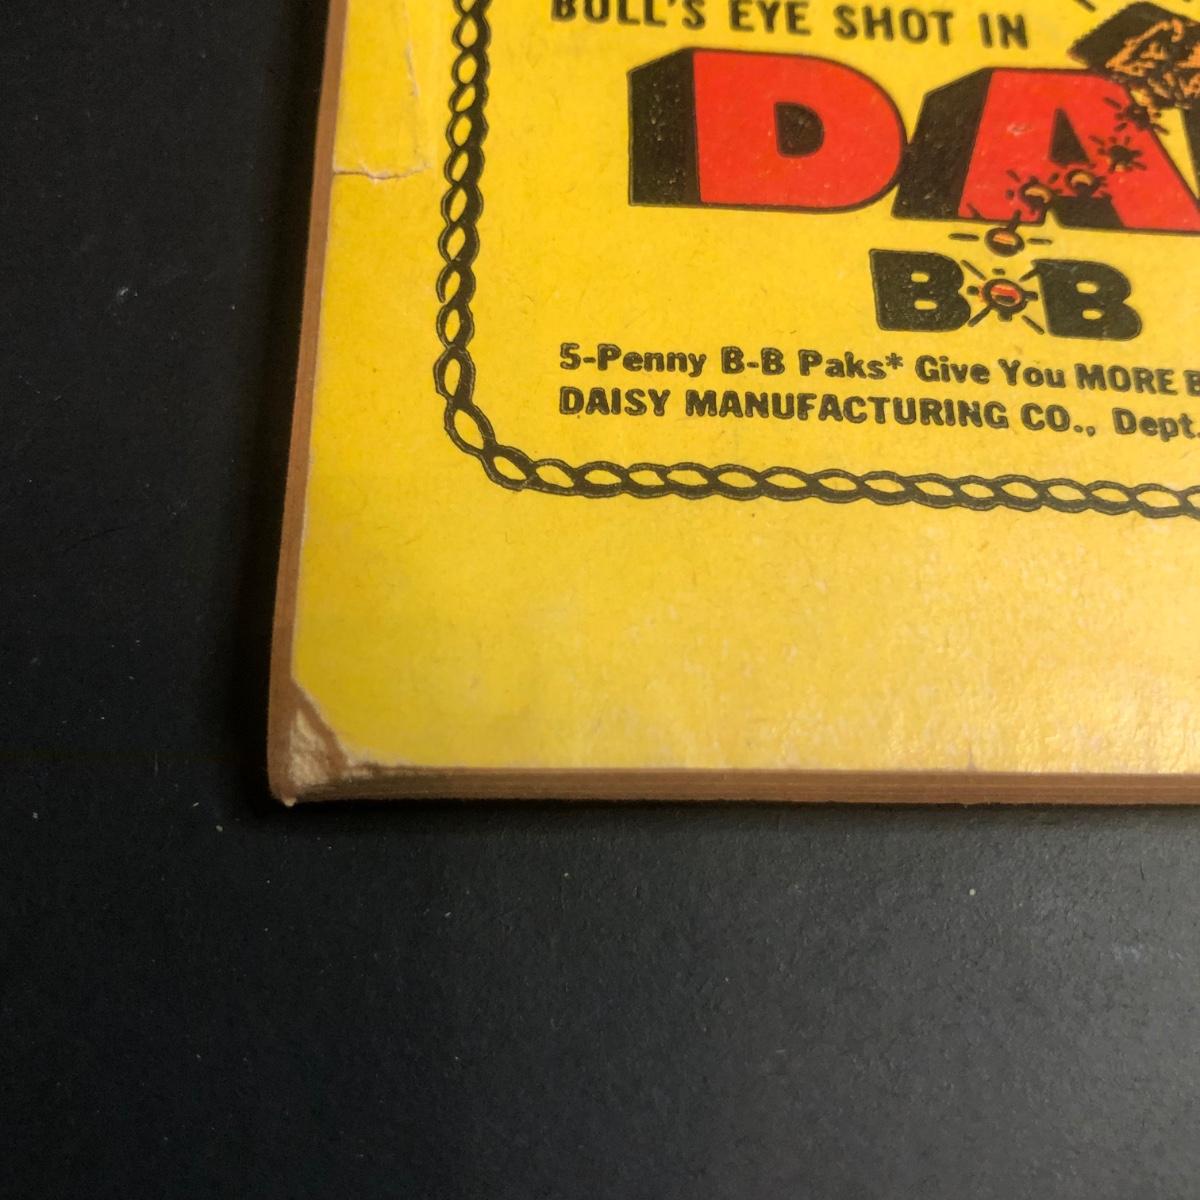 BULL'S EYE SHOT IN
DA
B B
5-Penny B-B Paks* Give You MORE
DAISY MANUFACTURING CO., Dept.